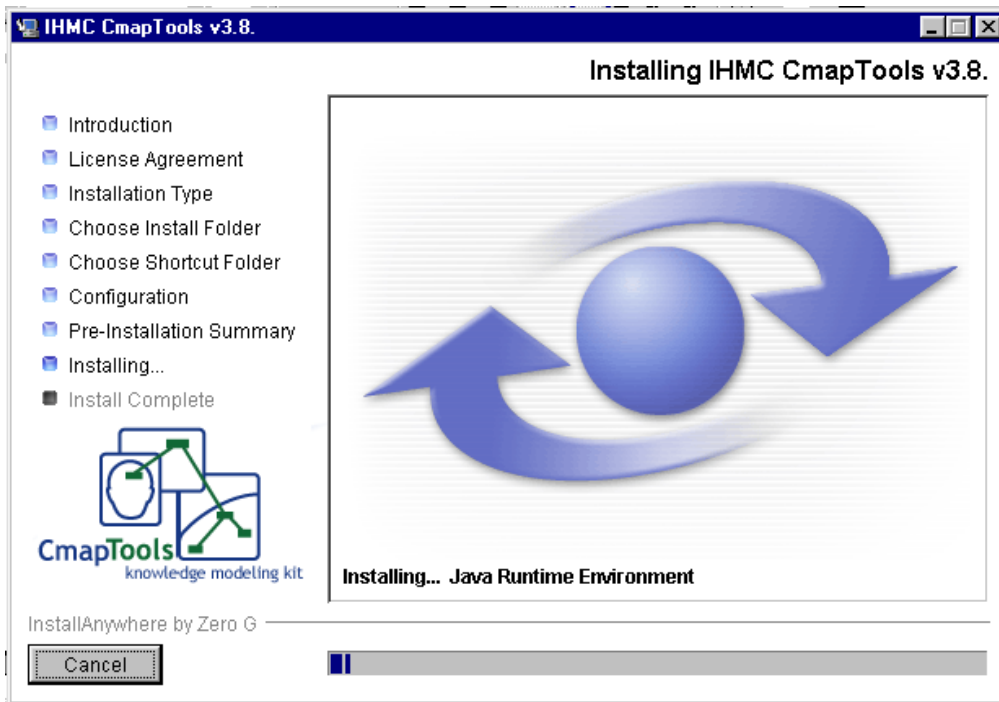 IHMC CmapTools v3.8.
Installing IHMC CmapTools v3.8.
Introduction
License Agreement
Installation Type
Choose Install Folder
Choose Shortcut Folder
Configuration
Pre-Installation Summary
Installing...
Install Complete
CmapTools
knowledge modeling kit
Installing... Java Runtime Environment
InstallAnywhere by Zero G
Cancel